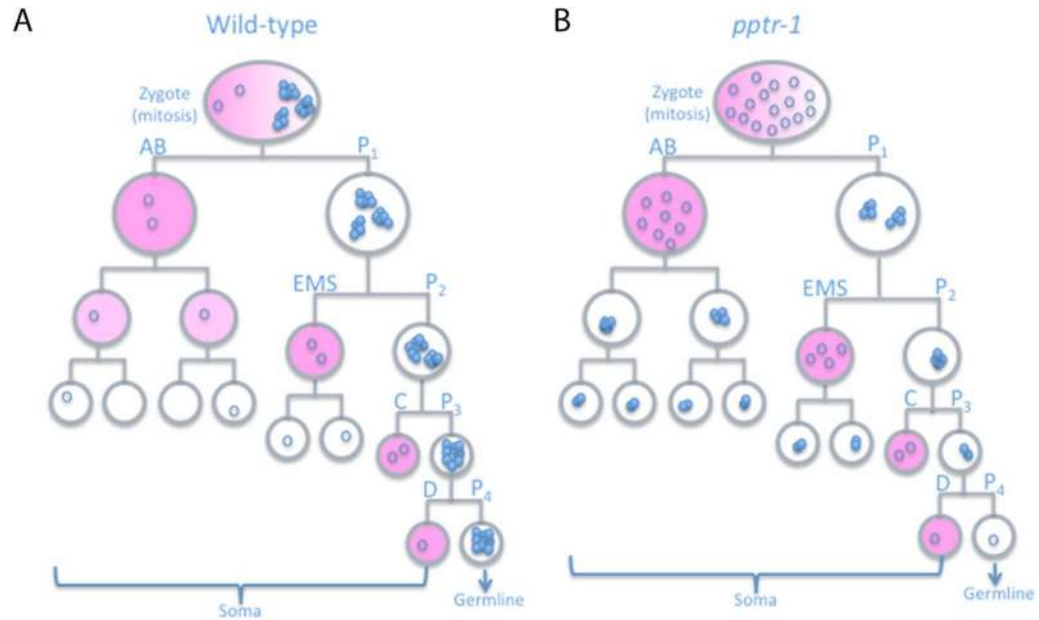 A
Wild-type
Zygote
(mitosis)
AB
P1
EMS
P2
C
P3
D
P4
Soma
Germline
B
pptr-1
Zygote
(mitosis)
AB
P1
EMS
P2
C
P3
D
P4
Soma
Germline